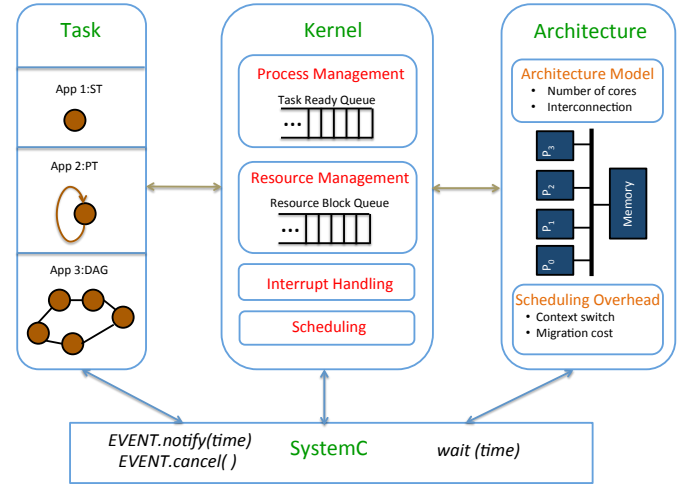 Task
App 1:ST
App 2:PT
App 3:DAG
Kernel
Process Management
Task Ready Queue
...
Resource Management
Resource Block Queue
...
Interrupt Handling
Scheduling
Architecture
Architecture Model
• Number of cores
• Interconnection
P3
P2
P1
P0
Memory
Scheduling Overhead
• Context switch
• Migration cost
EVENT.notify(time)
EVENT.cancel( )
SystemC
wait (time)